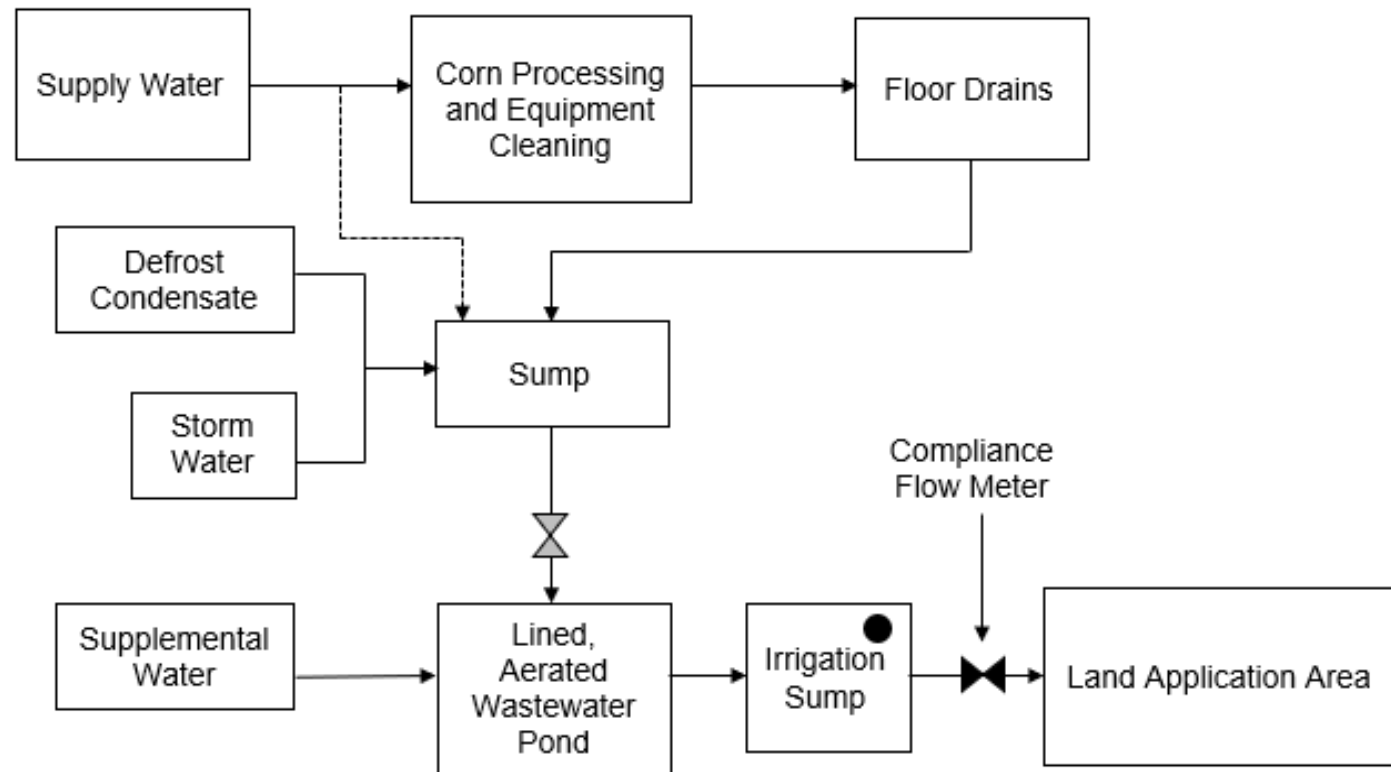 Supply Water
Corn Processing
and Equipment
Cleaning
Floor Drains
Defrost
Condensate
Storm
Water
Sump
Compliance
Flow Meter
Supplemental
Water
Lined,
Aerated
Wastewater
Pond
Irrigation
Sump
Land Application Area